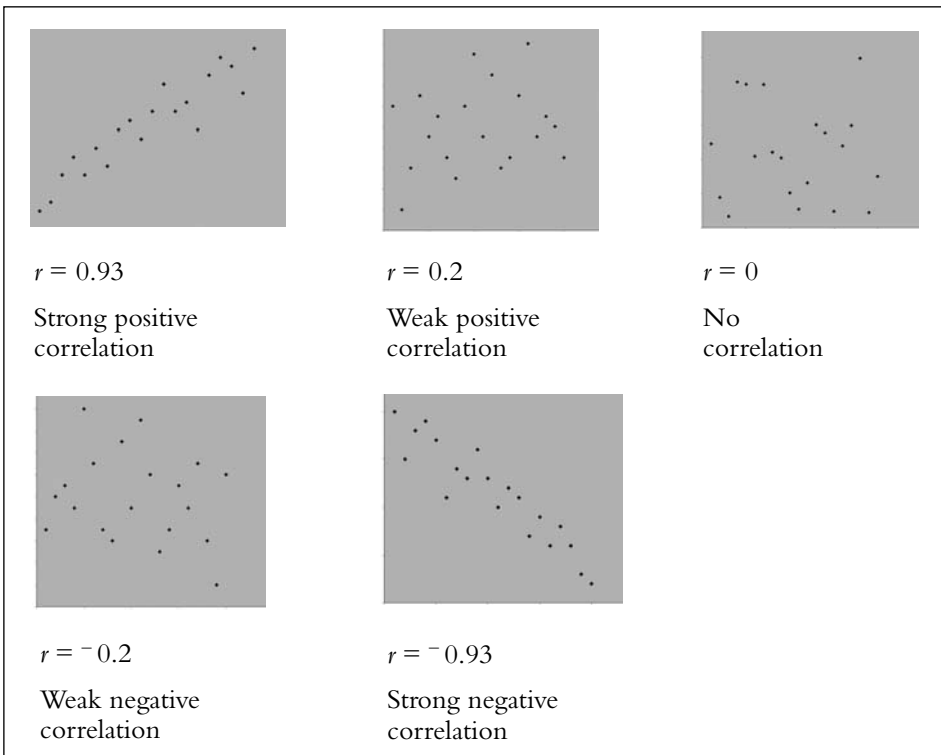 r = 0.93
Strong positive
correlation
r = 0.2
Weak positive
correlation
r = 0
No
correlation
r = ⁻0.2
Weak negative
correlation
r = ⁻0.93
Strong negative
correlation